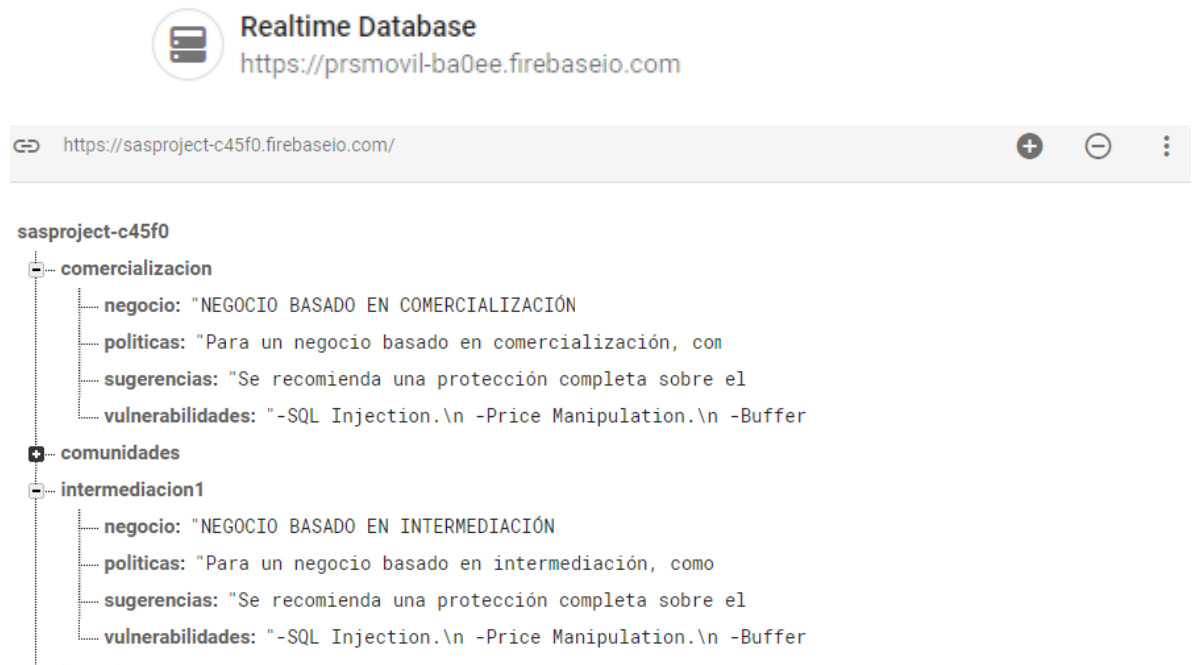 Realtime Database
https://prsmovil-ba0ee.firebaseio.com
https://sasproject-c45f0.firebaseio.com/
sasproject-c45f0
comercializacion
negocio: "NEGOCIO BASADO EN COMERCIALIZACIÓN
politicas: "Para un negocio basado en comercialización, com
sugerencias: "Se recomienda una protección completa sobre el
vulnerabilidades: "-SQL Injection.\n -Price Manipulation.\n -Buffer
comunidades
intermediacion1
negocio: "NEGOCIO BASADO EN INTERMEDIACIÓN
politicas: "Para un negocio basado en intermediación, como
sugerencias: "Se recomienda una protección completa sobre el
vulnerabilidades: "-SQL Injection.\n -Price Manipulation.\n -Buffer